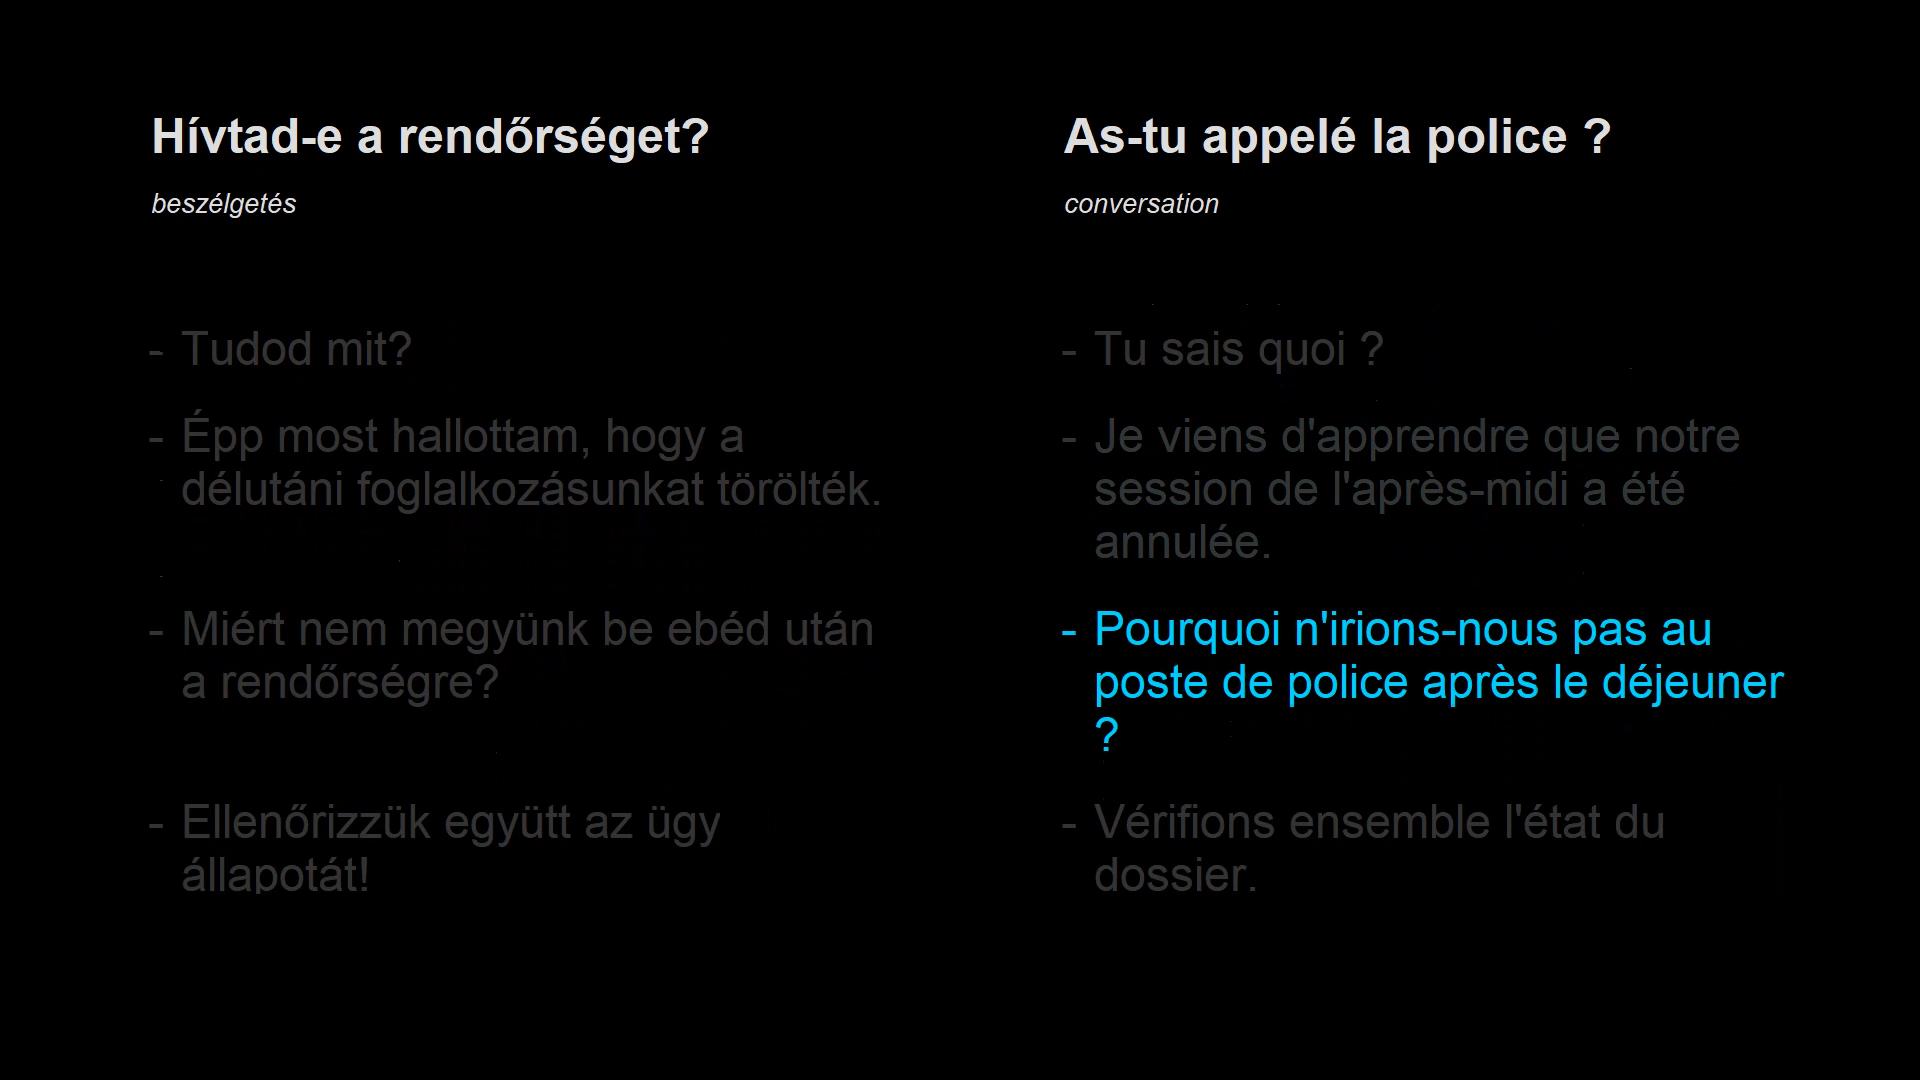 Hívtad-e a rendőrséget?
beszélgetés
- Tudod mit?
- Épp most hallottam, hogy a
délutáni foglalkozásunkat törölték.
- Miért nem megyünk be ebéd után
a rendőrségre?
- Ellenőrizzük együtt az ügy
állapotát!
As-tu appelé la police ?
conversation
- Tu sais quoi ?
- Je viens d'apprendre que notre
session de l'après-midi a été
annulée.
- Pourquoi n'irions-nous pas au
poste de police après le déjeuner
?
- Vérifions ensemble l'état du
dossier.